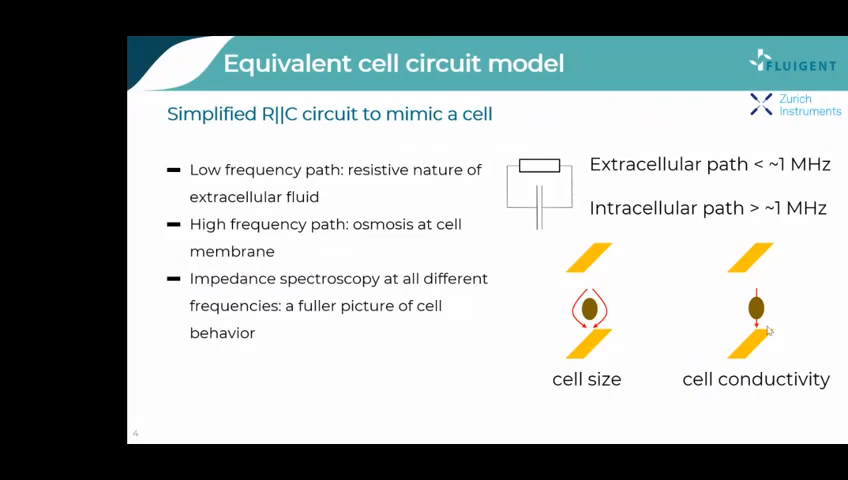 Equivalent cell circuit model
FLUIGENT
Zurich
Instruments
Simplified R||C circuit to mimic a cell
Low frequency path: resistive nature of
extracellular fluid
High frequency path: osmosis at cell
membrane
Impedance spectroscopy at all different
frequencies: a fuller picture of cell
behavior
Extracellular path < ~1 MHz
Intracellular path > ~1 MHz
cell size
cell conductivity
4